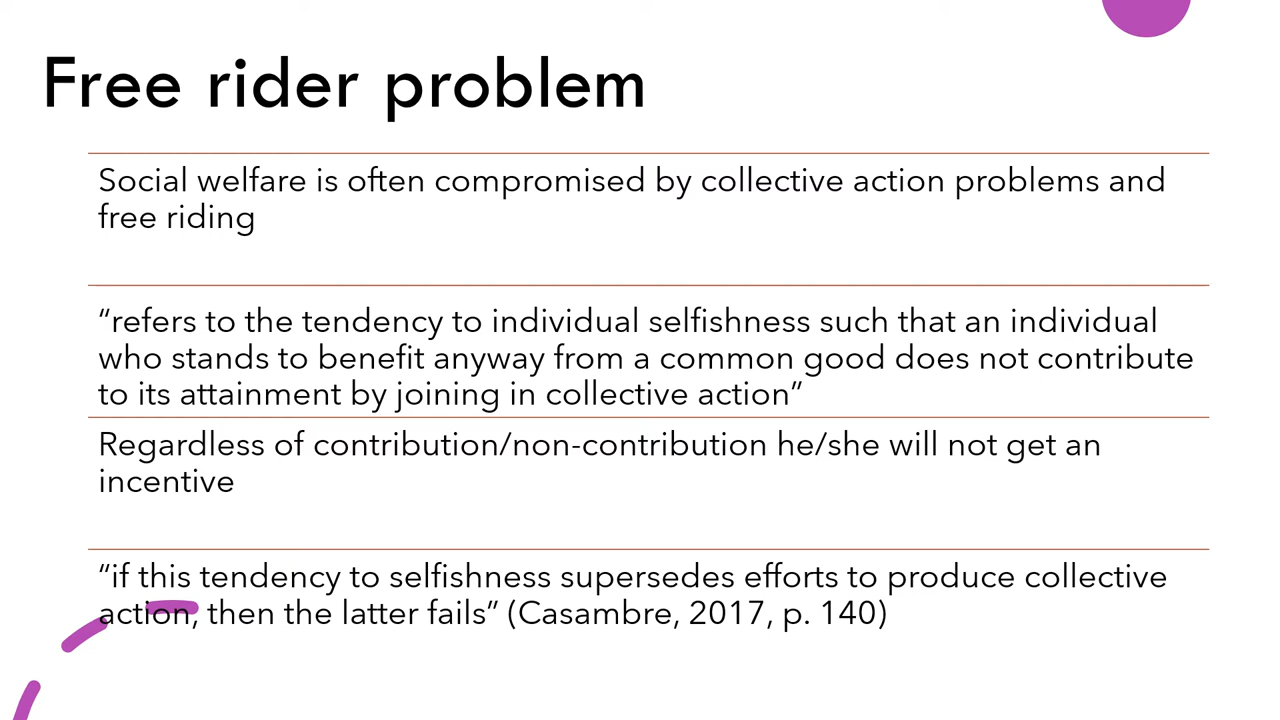 Free rider problem
Social welfare is often compromised by collective action problems and
free riding
“refers to the tendency to individual selfishness such that an individual
who stands to benefit anyway from a common good does not contribute
to its attainment by joining in collective action”
Regardless of contribution/non-contribution he/she will not get an
incentive
“if this tendency to selfishness supersedes efforts to produce collective
action, then the latter fails” (Casambre, 2017, p. 140)